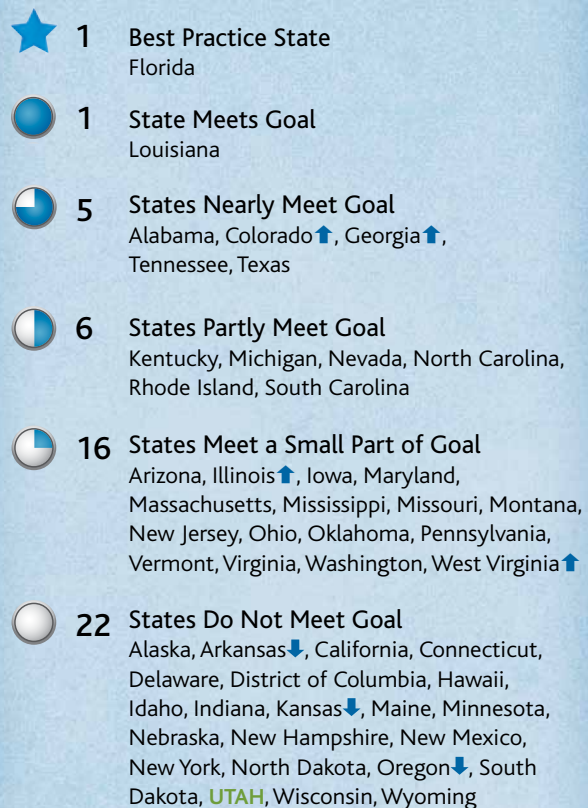 1 Best Practice State
Florida
1 State Meets Goal
Louisiana
5 States Nearly Meet Goal
Alabama, Colorado⬆, Georgia⬆,
Tennessee, Texas
6 States Partly Meet Goal
Kentucky, Michigan, Nevada, North Carolina,
Rhode Island, South Carolina
16 States Meet a Small Part of Goal
Arizona, Illinois⬆, Iowa, Maryland,
Massachusetts, Mississippi, Missouri, Montana,
New Jersey, Ohio, Oklahoma, Pennsylvania,
Vermont, Virginia, Washington, West Virginia⬆
22 States Do Not Meet Goal
Alaska, Arkansas⬇, California, Connecticut,
Delaware, District of Columbia, Hawaii,
Idaho, Indiana, Kansas⬇, Maine, Minnesota,
Nebraska, New Hampshire, New Mexico,
New York, North Dakota, Oregon⬇, South
Dakota, UTAH, Wisconsin, Wyoming